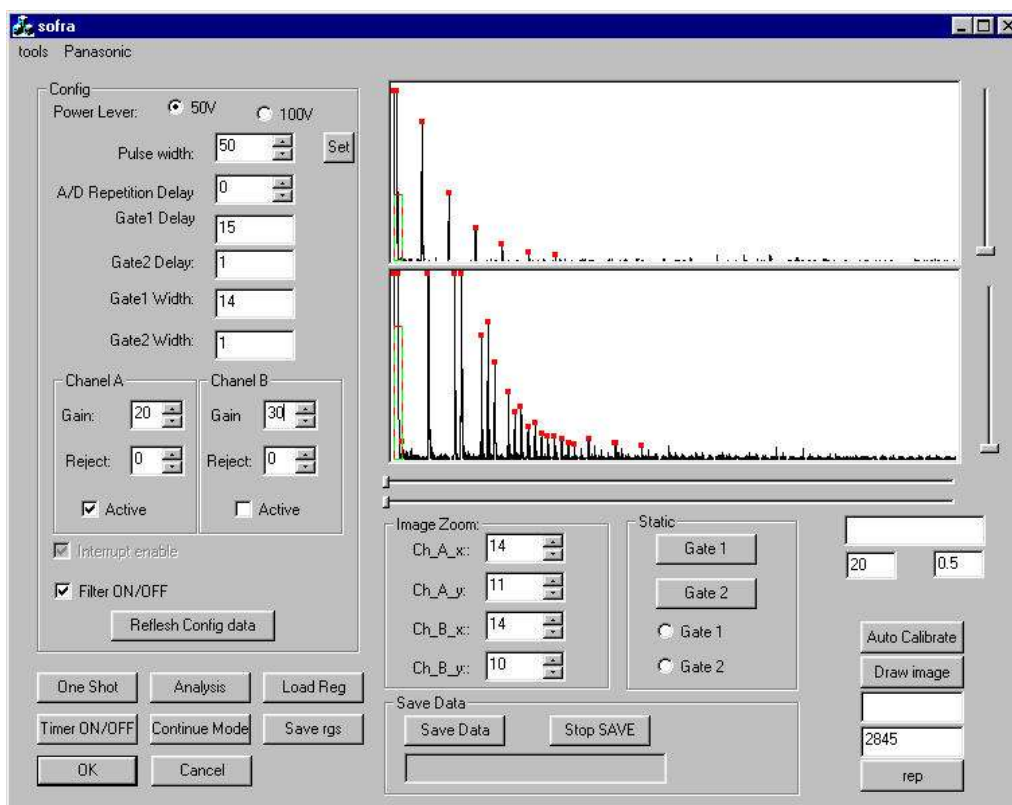 sofra
tools Panasonic
Config
Power Lever: 50V 100V
Pulse width: 50 Set
A/D Repetition Delay 0
Gate1 Delay 15
Gate2 Delay: 1
Gate1 Width: 14
Gate2 Width: 1
Chanel A Chanel B
Gain: 20 Gain 30
Reject: 0 Reject: 0
Active Active
Interrupt enable
Filter ON/OFF
Reflesh Config data
One Shot Analysis Load Reg
Timer ON/OFF Continue Mode Save rgs
OK Cancel
Image Zoom:
Ch_A_x:: 14
Ch_A_y: 11
Ch_B_x:: 14
Ch_B_y:: 10
Static
Gate 1
Gate 2
Gate 1
Gate 2
Save Data
Save Data Stop SAVE
20 0.5
Auto Calibrate
Draw image
2845
rep